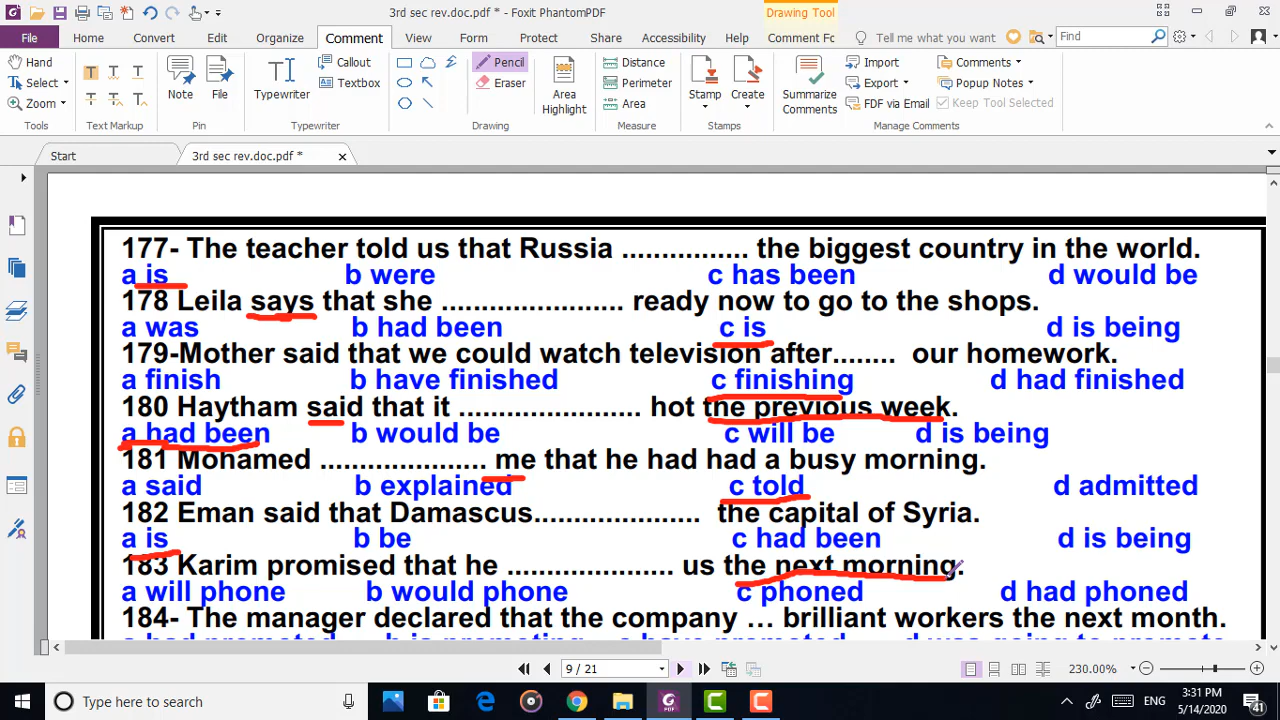 3rd sec rev.doc.pdf * - Foxit PhantomPDF
Drawing Tool
File Home Convert Edit Organize Comment View Form Protect Share Accessibility Help Comment Fc Tell me what you want.. Find
Hand
Select
Zoom
Tools
Text Markup
Note
File
Pin
Typewriter
Callout
Textbox
Typewriter
Pencil
Eraser
Drawing
Area Highlight
Distance
Perimeter
Area
Measure
Stamp
Create
Stamps
Summarize Comments
Import
Export
FDF via Email
Comments
Popup Notes
Keep Tool Selected
Manage Comments
Start
3rd sec rev.doc.pdf *
177- The teacher told us that Russia ................ the biggest country in the world.
a is b were c has been d would be
178 Leila says that she ....................... ready now to go to the shops.
a was b had been c is d is being
179-Mother said that we could watch television after........ our homework.
a finish b have finished c finishing d had finished
180 Haytham said that it ....................... hot the previous week.
a had been b would be c will be d is being
181 Mohamed ..................... me that he had had a busy morning.
a said b explained c told d admitted
182 Eman said that Damascus..................... the capital of Syria.
a is b be c had been d is being
183 Karim promised that he ..................... us the next morning.
a will phone b would phone c phoned d had phoned
184- The manager declared that the company … brilliant workers the next month.
a had promoted b is promoting c have promoted d was going to promote
9 / 21
230.00%
Type here to search
ENG
3:31 PM
5/14/2020
41